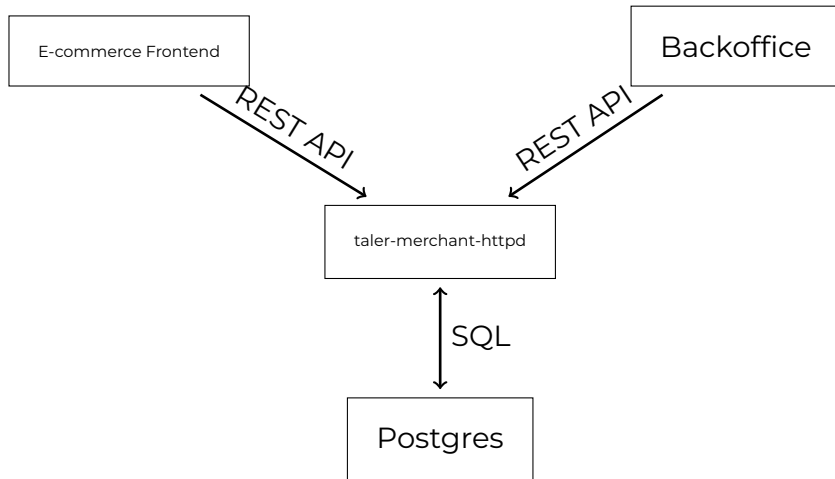 E-commerce Frontend
Backoffice
REST API
REST API
taler-merchant-httpd
SQL
Postgres